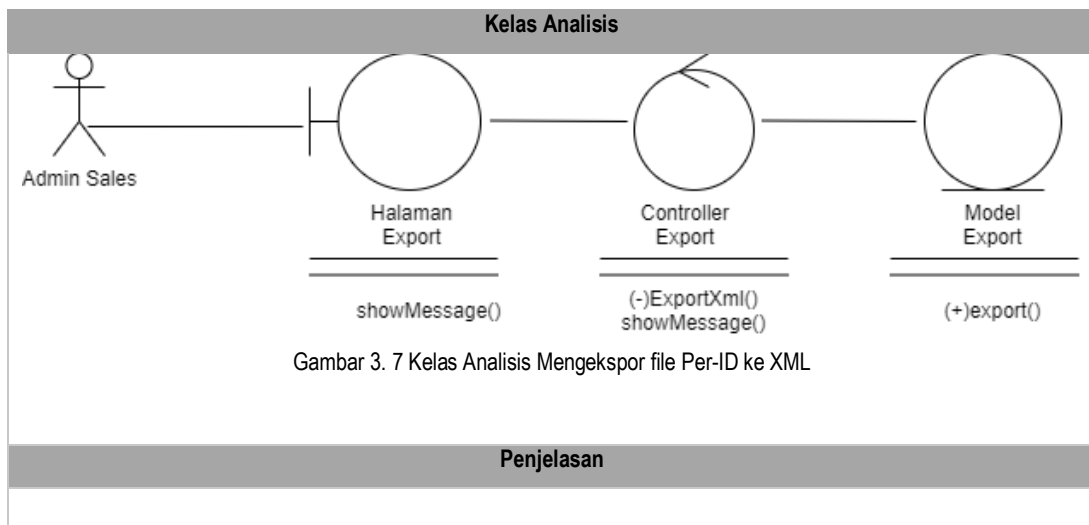 Kelas Analisis
Admin Sales
Halaman
Export
Controller
Export
Model
Export
showMessage()
(-)ExportXml()
showMessage()
(+)export()
Gambar 3. 7 Kelas Analisis Mengekspor file Per-ID ke XML
Penjelasan